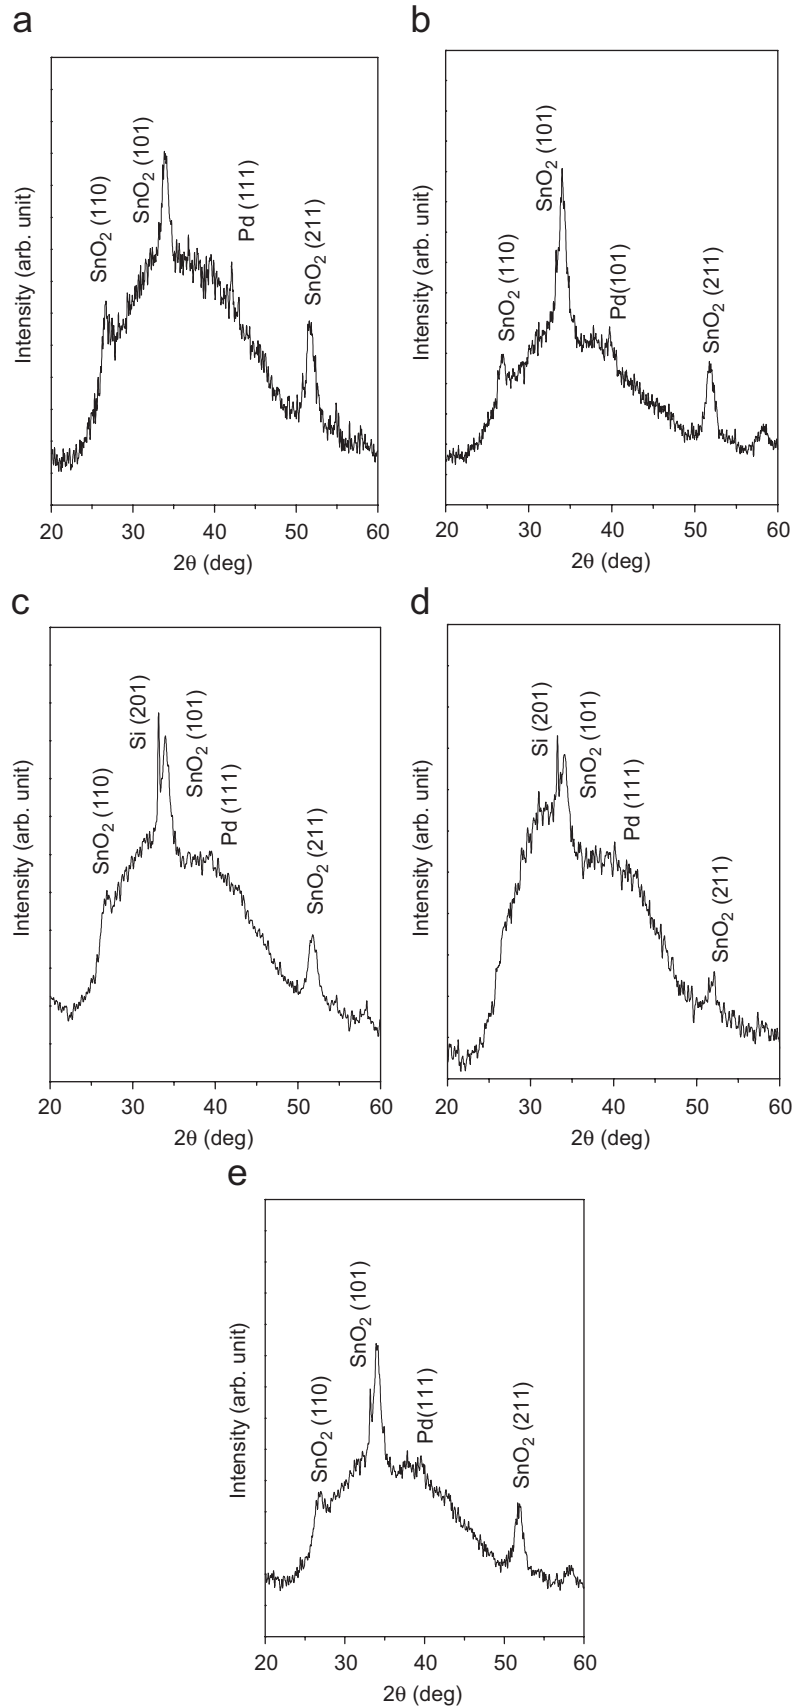 a
Intensity (arb. unit)
SnO2 (110)
SnO2 (101)
Pd (111)
SnO2 (211)
20 30 40 50 60
2θ (deg)
b
Intensity (arb. unit)
SnO2 (110)
SnO2 (101)
Pd(101)
SnO2 (211)
20 30 40 50 60
2θ (deg)
c
Intensity (arb. unit)
SnO2 (110)
Si (201)
SnO2 (101)
Pd (111)
SnO2 (211)
20 30 40 50 60
2θ (deg)
d
Intensity (arb. unit)
Si (201)
SnO2 (101)
Pd (111)
SnO2 (211)
20 30 40 50 60
2θ (deg)
e
Intensity (arb. unit)
SnO2 (110)
SnO2 (101)
Pd(111)
SnO2 (211)
20 30 40 50 60
2θ (deg)